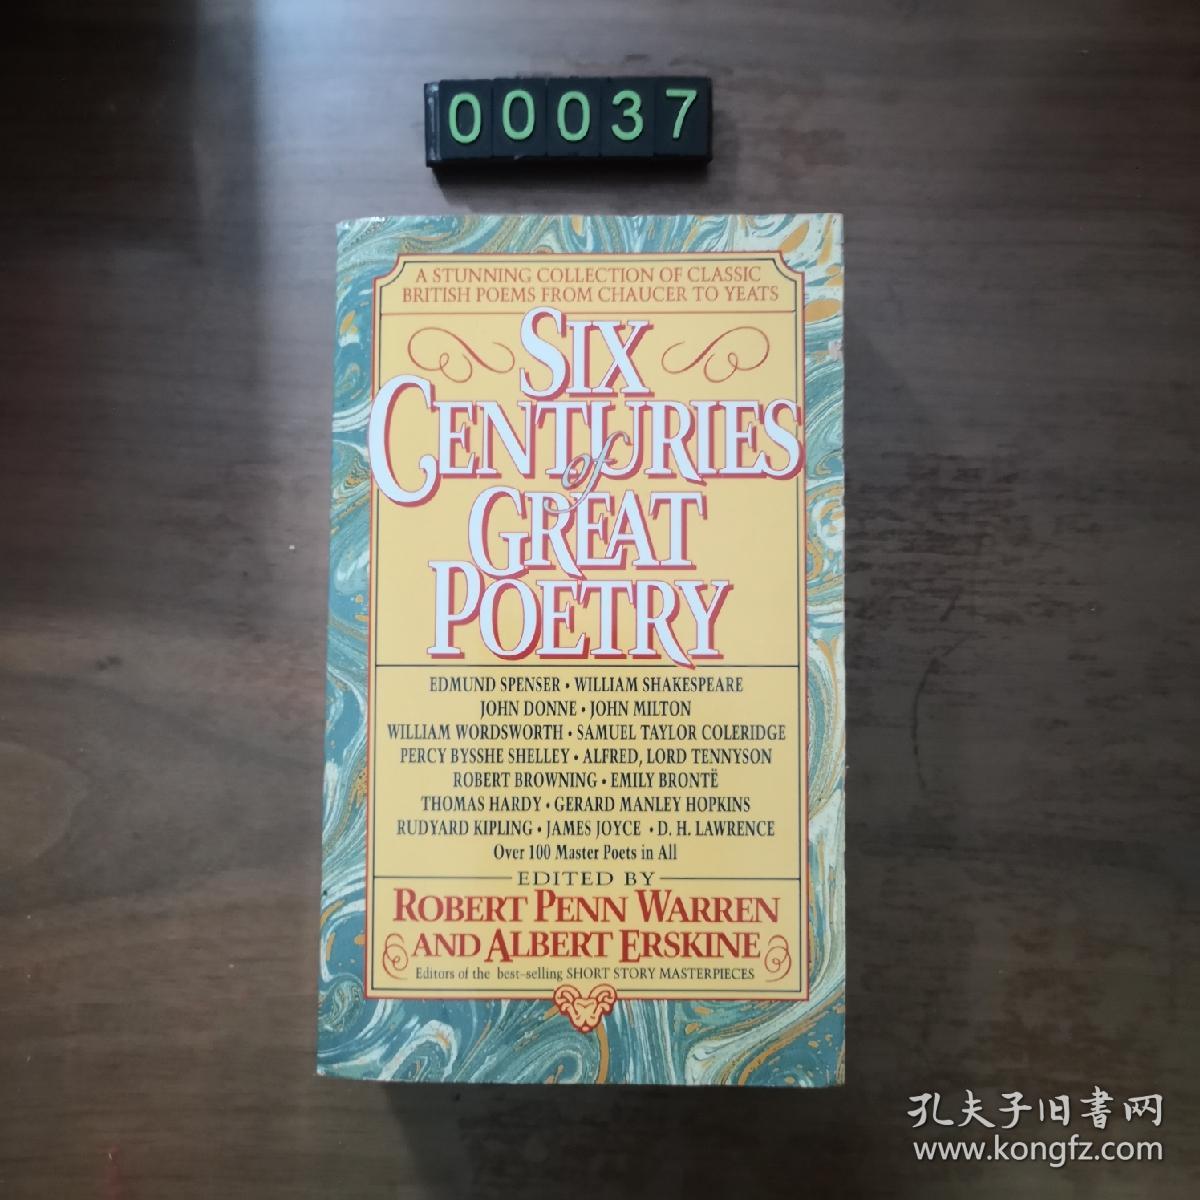 00037
A STUNNING COLLECTION OF CLASSIC
BRITISH POEMS FROM CHAUCER TO YEATS
SIX
CENTURIES
of
GREAT
POETRY
EDMUND SPENSER • WILLIAM SHAKESPEARE
JOHN DONNE • JOHN MILTON
WILLIAM WORDSWORTH • SAMUEL TAYLOR COLERIDGE
PERCY BYSSHE SHELLEY • ALFRED, LORD TENNYSON
ROBERT BROWNING • EMILY BRONTË
THOMAS HARDY • GERARD MANLEY HOPKINS
RUDYARD KIPLING • JAMES JOYCE • D. H. LAWRENCE
Over 100 Master Poets in All
EDITED BY
ROBERT PENN WARREN
AND ALBERT ERSKINE
Editors of the best-selling SHORT STORY MASTERPIECES
孔夫子旧書网
www.kongfz.com